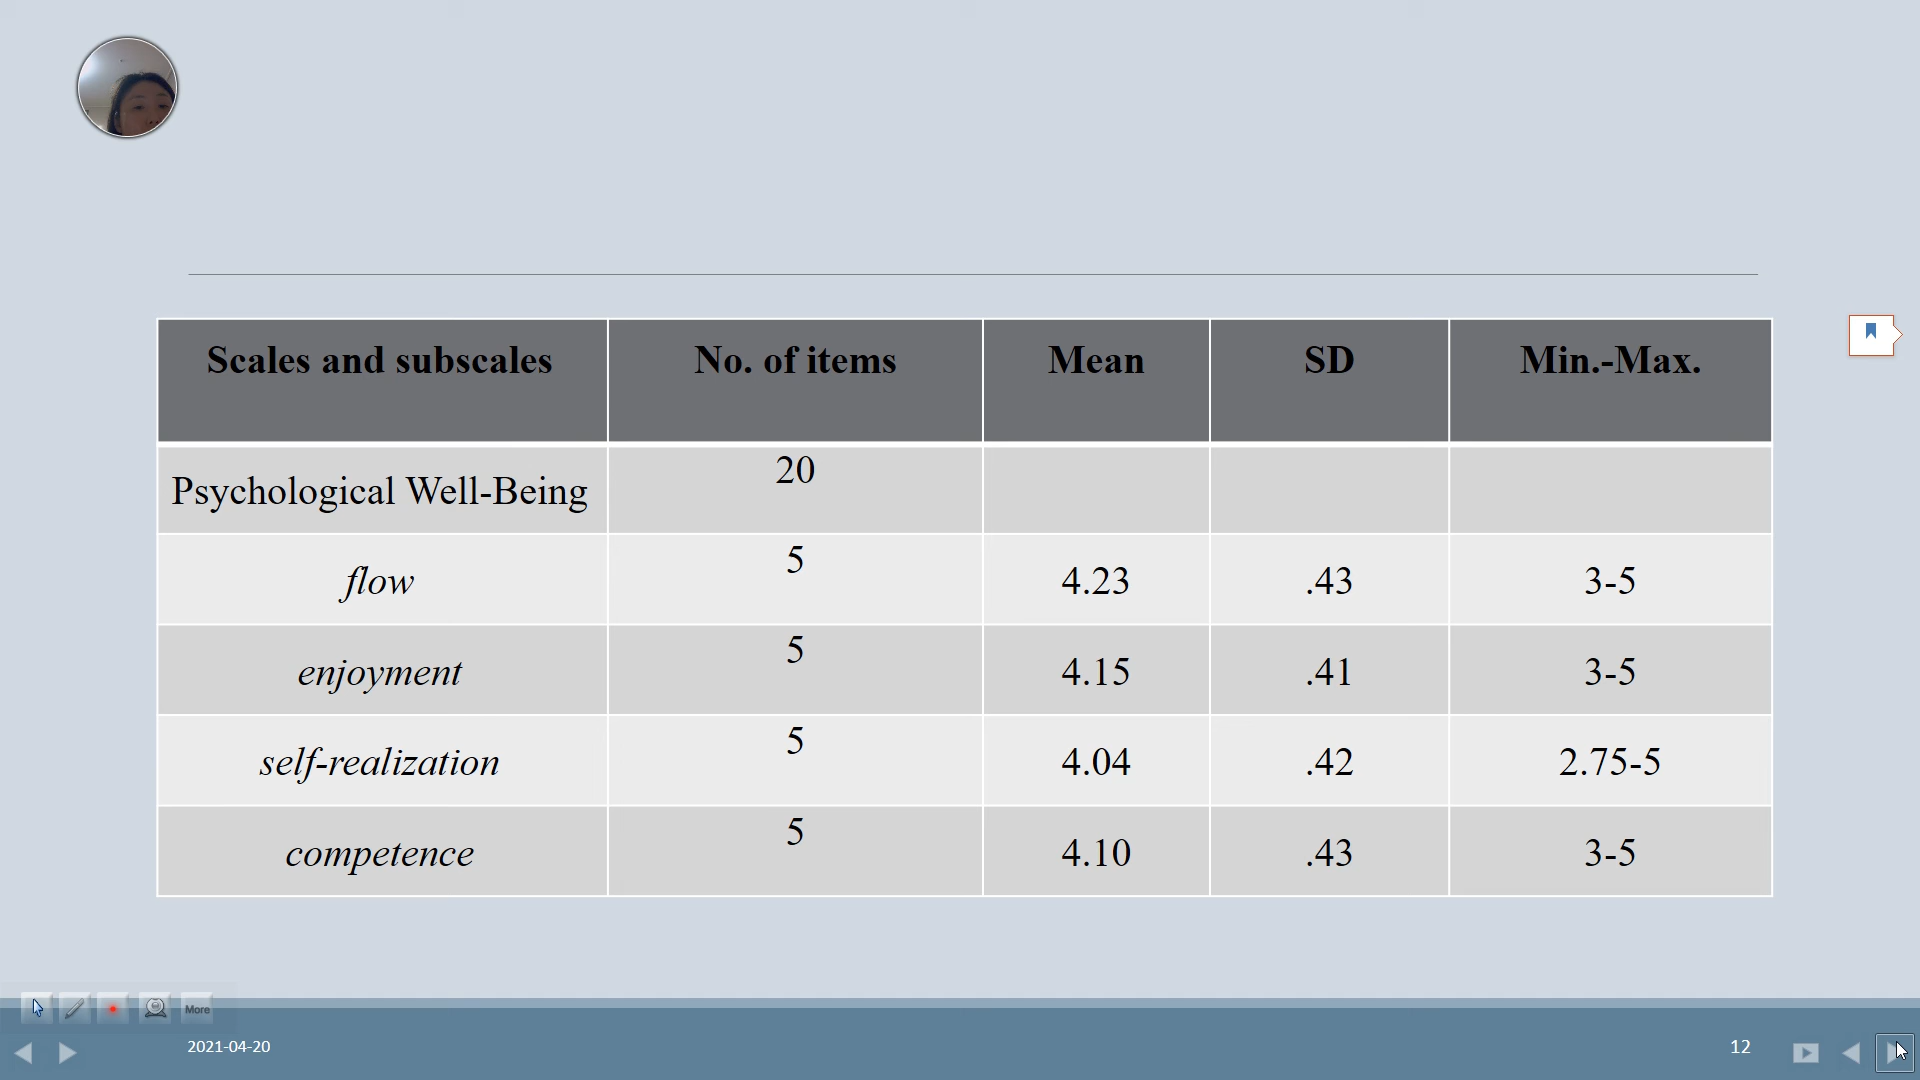 Scales and subscales No. of items Mean SD Min.-Max.
Psychological Well-Being 20
flow 5 4.23 .43 3-5
enjoyment 5 4.15 .41 3-5
self-realization 5 4.04 .42 2.75-5
competence 5 4.10 .43 3-5
More
2021-04-20 12